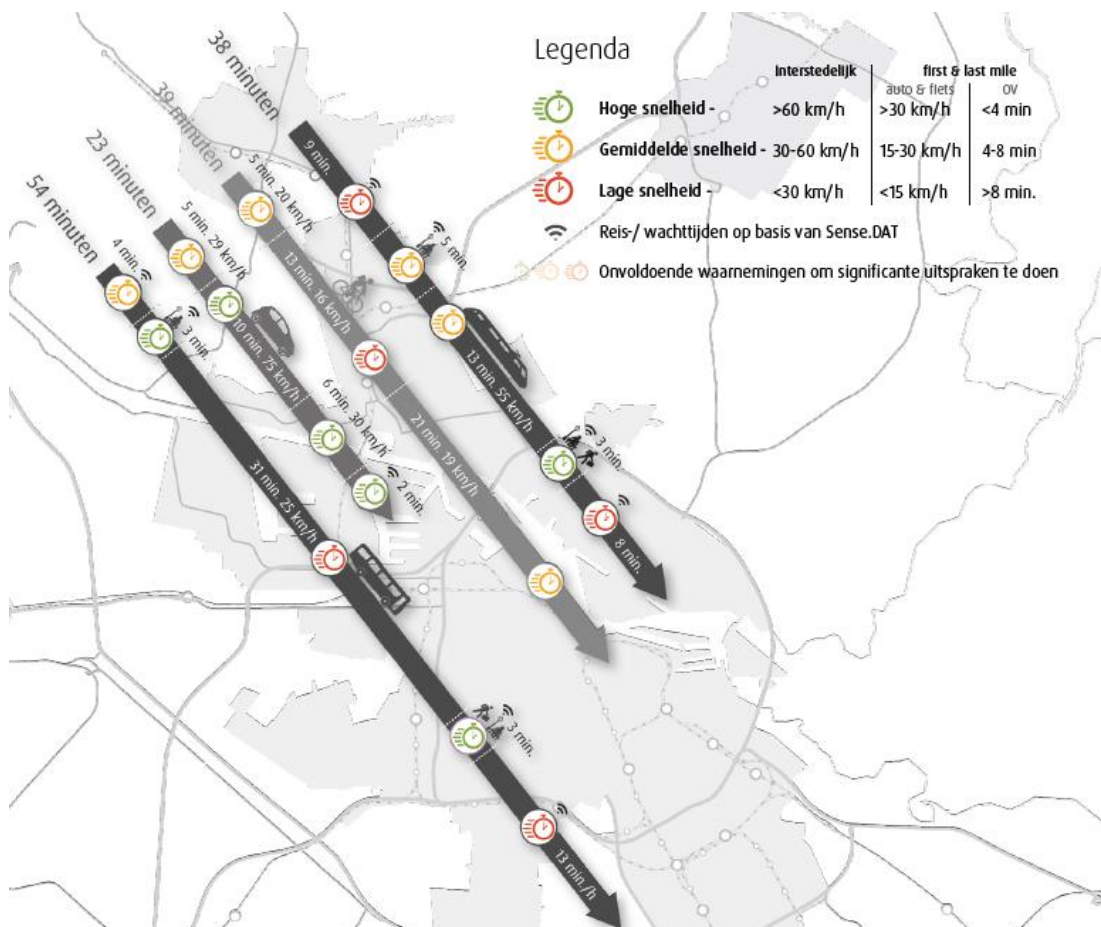 Legenda
Interstedelijk
first & last mile
auto & fiets
OV
Hoge snelheid - >60 km/h >30 km/h <4 min
Gemiddelde snelheid - 30-60 km/h 15-30 km/h 4-8 min
Lage snelheid - <30 km/h <15 km/h >8 min.
Reis-/ wachttijden op basis van Sense.DAT
Onvoldoende waarnemingen om significante uitspraken te doen
38 minuten
9 min.
5 min.
13 min. 55 km/h
3 min.
8 min.
39 minuten
5 min. 20 km/h
13 min. 16 km/h
21 min. 19 km/h
23 minuten
5 min. 29 km/h
10 min. 75 km/h
6 min. 30 km/h
2 min.
54 minuten
4 min.
3 min.
31 min. 25 km/h
3 min.
13 min./h